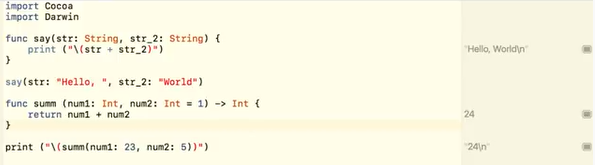 import Cocoa
import Darwin
func say(str: String, str_2: String) {
print ("\(str + str_2)")
"Hello, World\n"
}
say(str: "Hello, ", str_2: "World")
func summ (num1: Int, num2: Int = 1) -> Int {
return num1 + num2
24
}
print ("\(summ(num1: 23, num2: 5))")
"24\n"